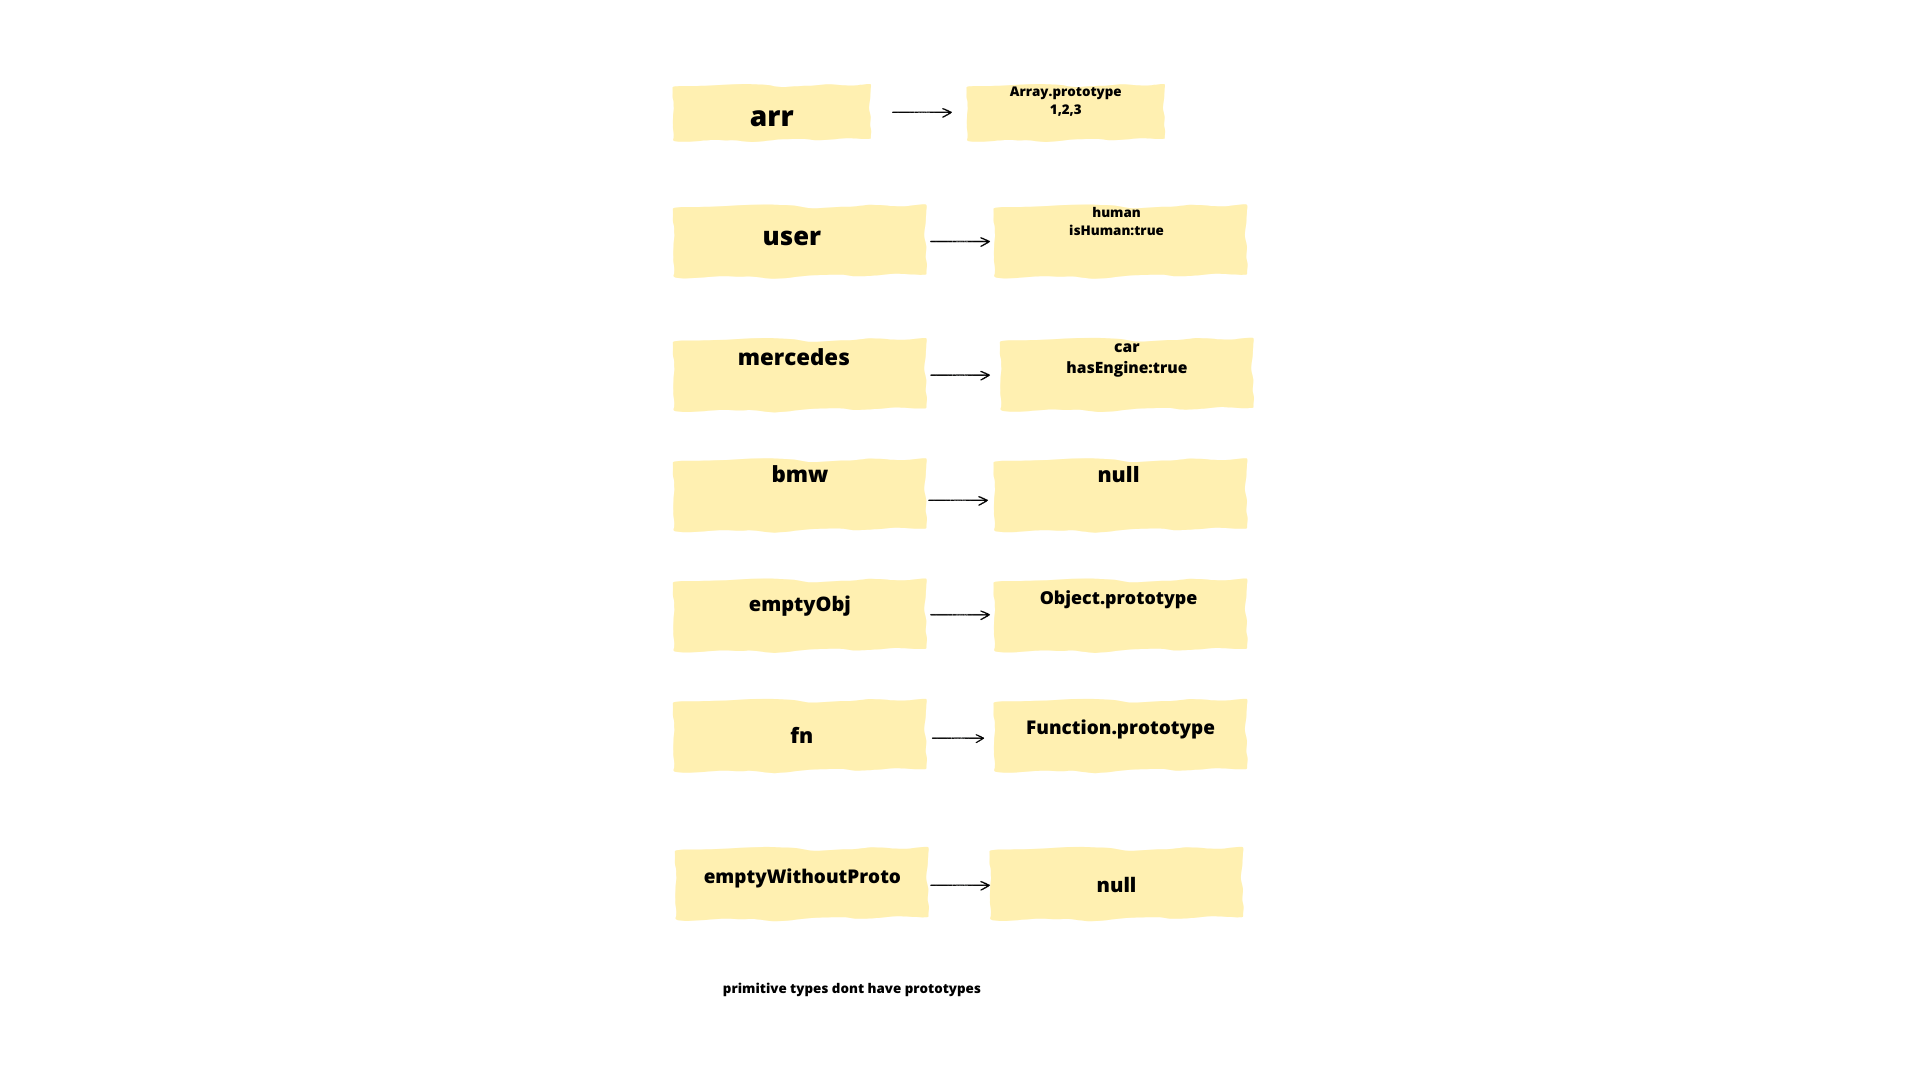 arr
Array.prototype
1,2,3
user
human
isHuman:true
mercedes
car
hasEngine:true
bmw
null
emptyObj
Object.prototype
fn
Function.prototype
emptyWithoutProto
null
primitive types dont have prototypes